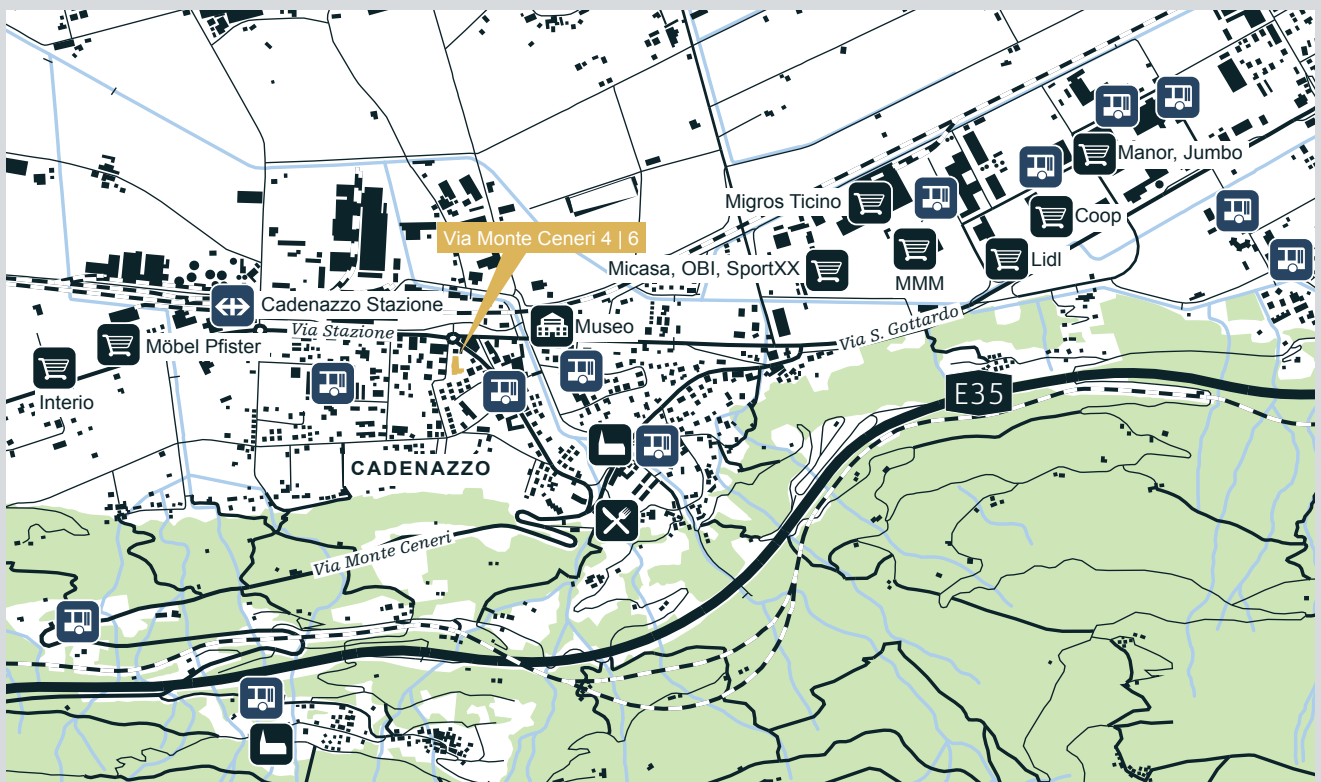 Manor, Jumbo
Migros Ticino
Coop
Via Monte Ceneri 4 | 6
Lidl
Micasa, OBI, SportXX
MMM
Cadenazzo Stazione
Via Stazione
Museo
Via S. Gottardo
Möbel Pfister
Interio
E35
CADENAZZO
Via Monte Ceneri